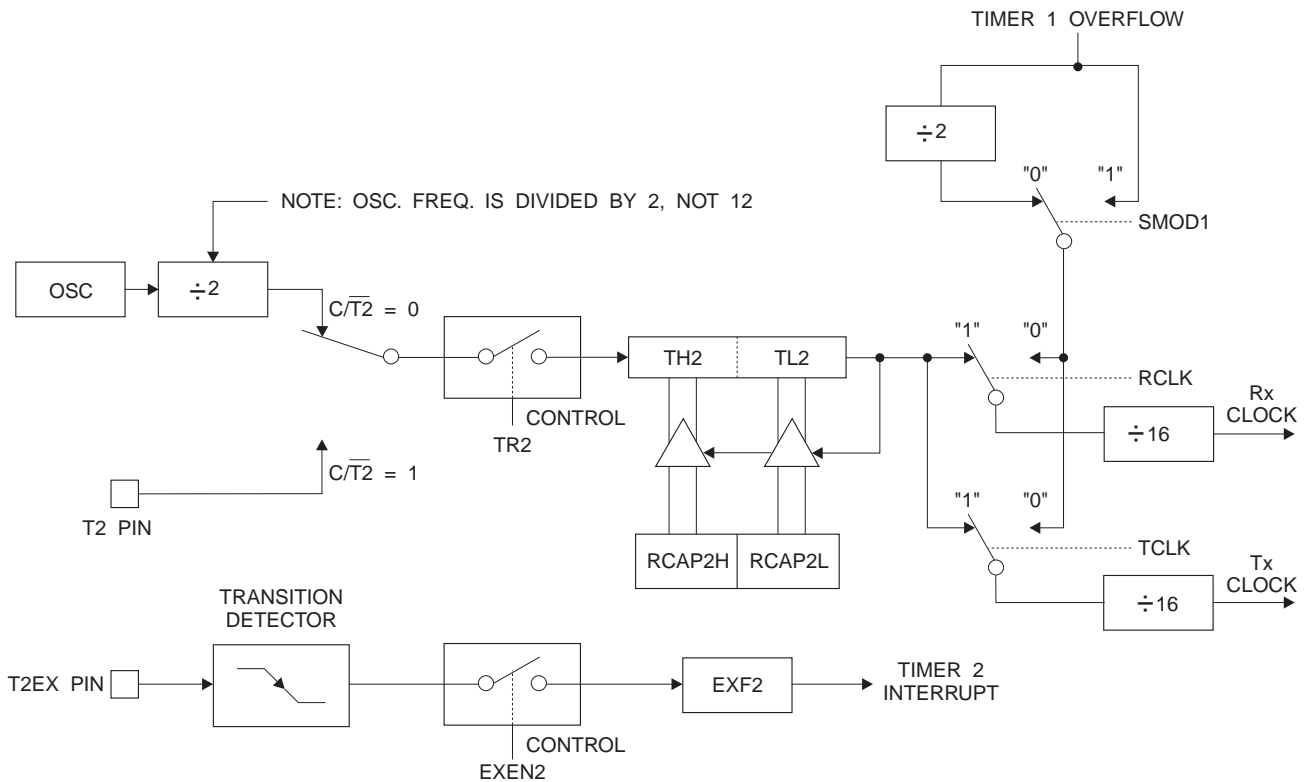 TIMER 1 OVERFLOW
÷2
"0"
"1"
NOTE: OSC. FREQ. IS DIVIDED BY 2, NOT 12
SMOD1
OSC
÷2
C/T̅2̅ = 0
"1"
"0"
TH2
TL2
RCLK
Rx
CLOCK
CONTROL
TR2
÷16
C/T̅2̅ = 1
"1"
"0"
T2 PIN
TCLK
RCAP2H
RCAP2L
Tx
CLOCK
÷16
TRANSITION
DETECTOR
T2EX PIN
EXF2
TIMER 2
INTERRUPT
CONTROL
EXEN2